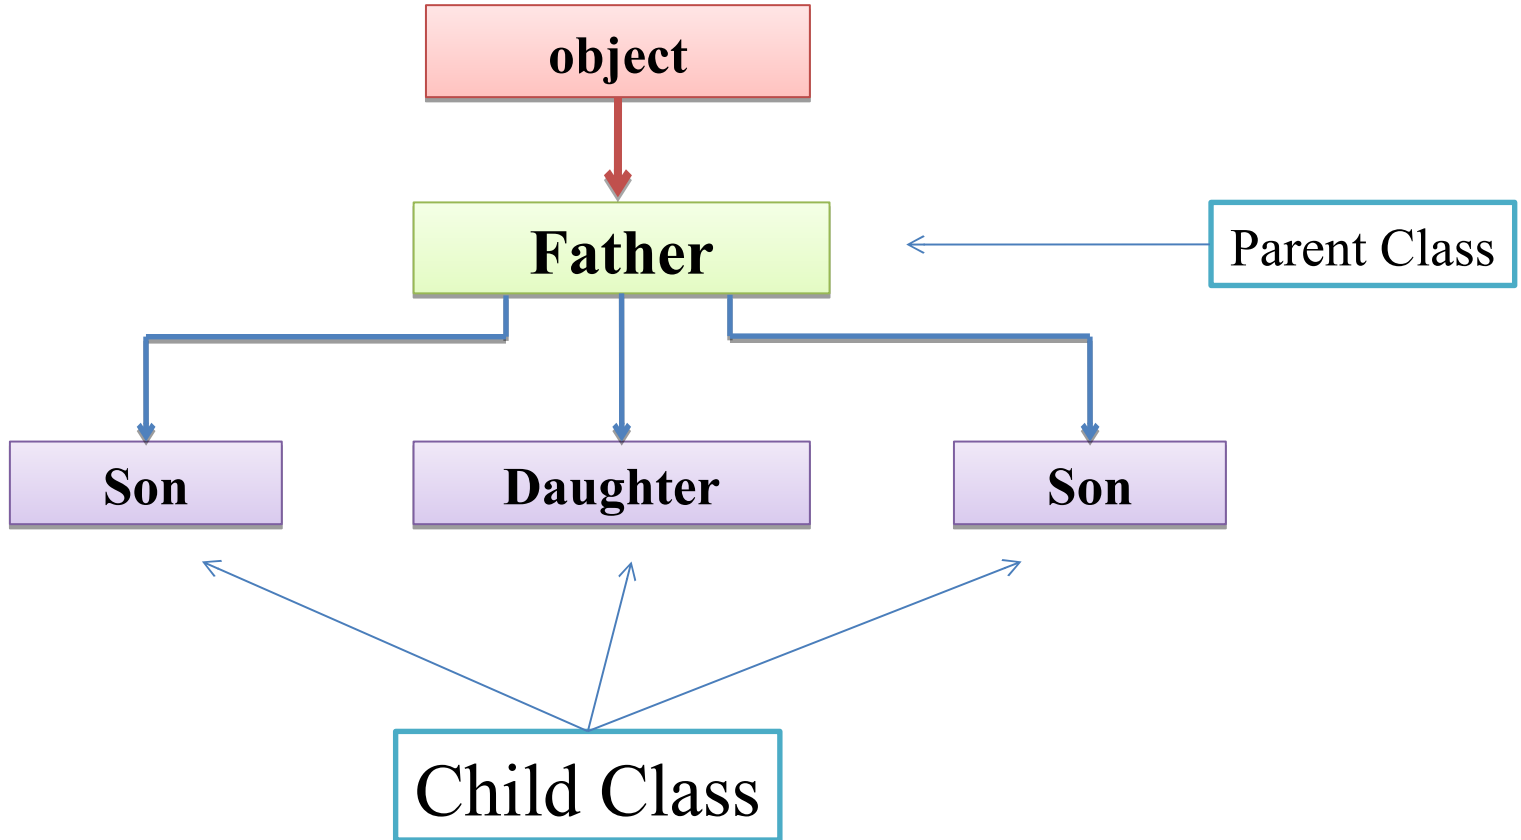 object
Father
Parent Class
Son
Daughter
Son
Child Class